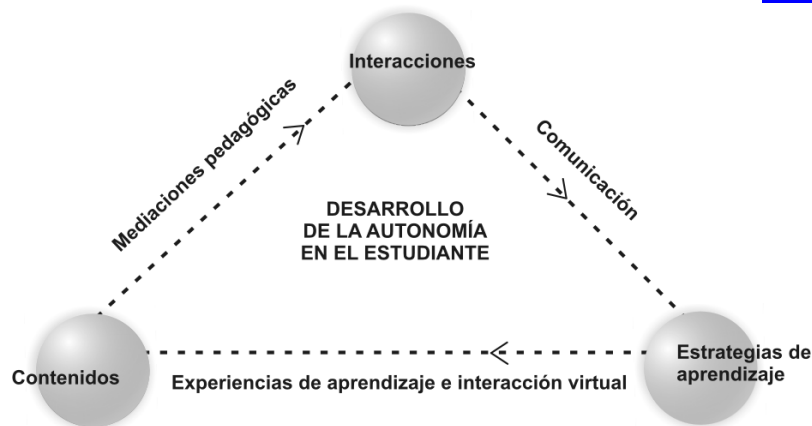 Interacciones
Mediaciones pedagógicas
Comunicación
DESARROLLO
DE LA AUTONOMÍA
EN EL ESTUDIANTE
Contenidos
Estrategias de
aprendizaje
Experiencias de aprendizaje e interacción virtual